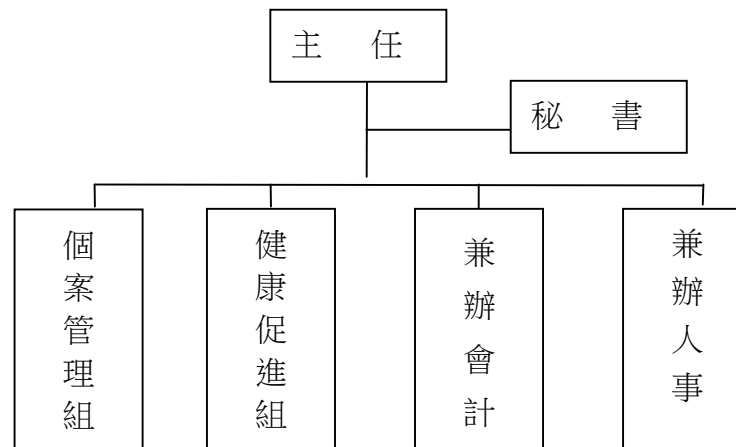 主 任
秘 書
個案管理組
健康促進組
兼辦會計
兼辦人事